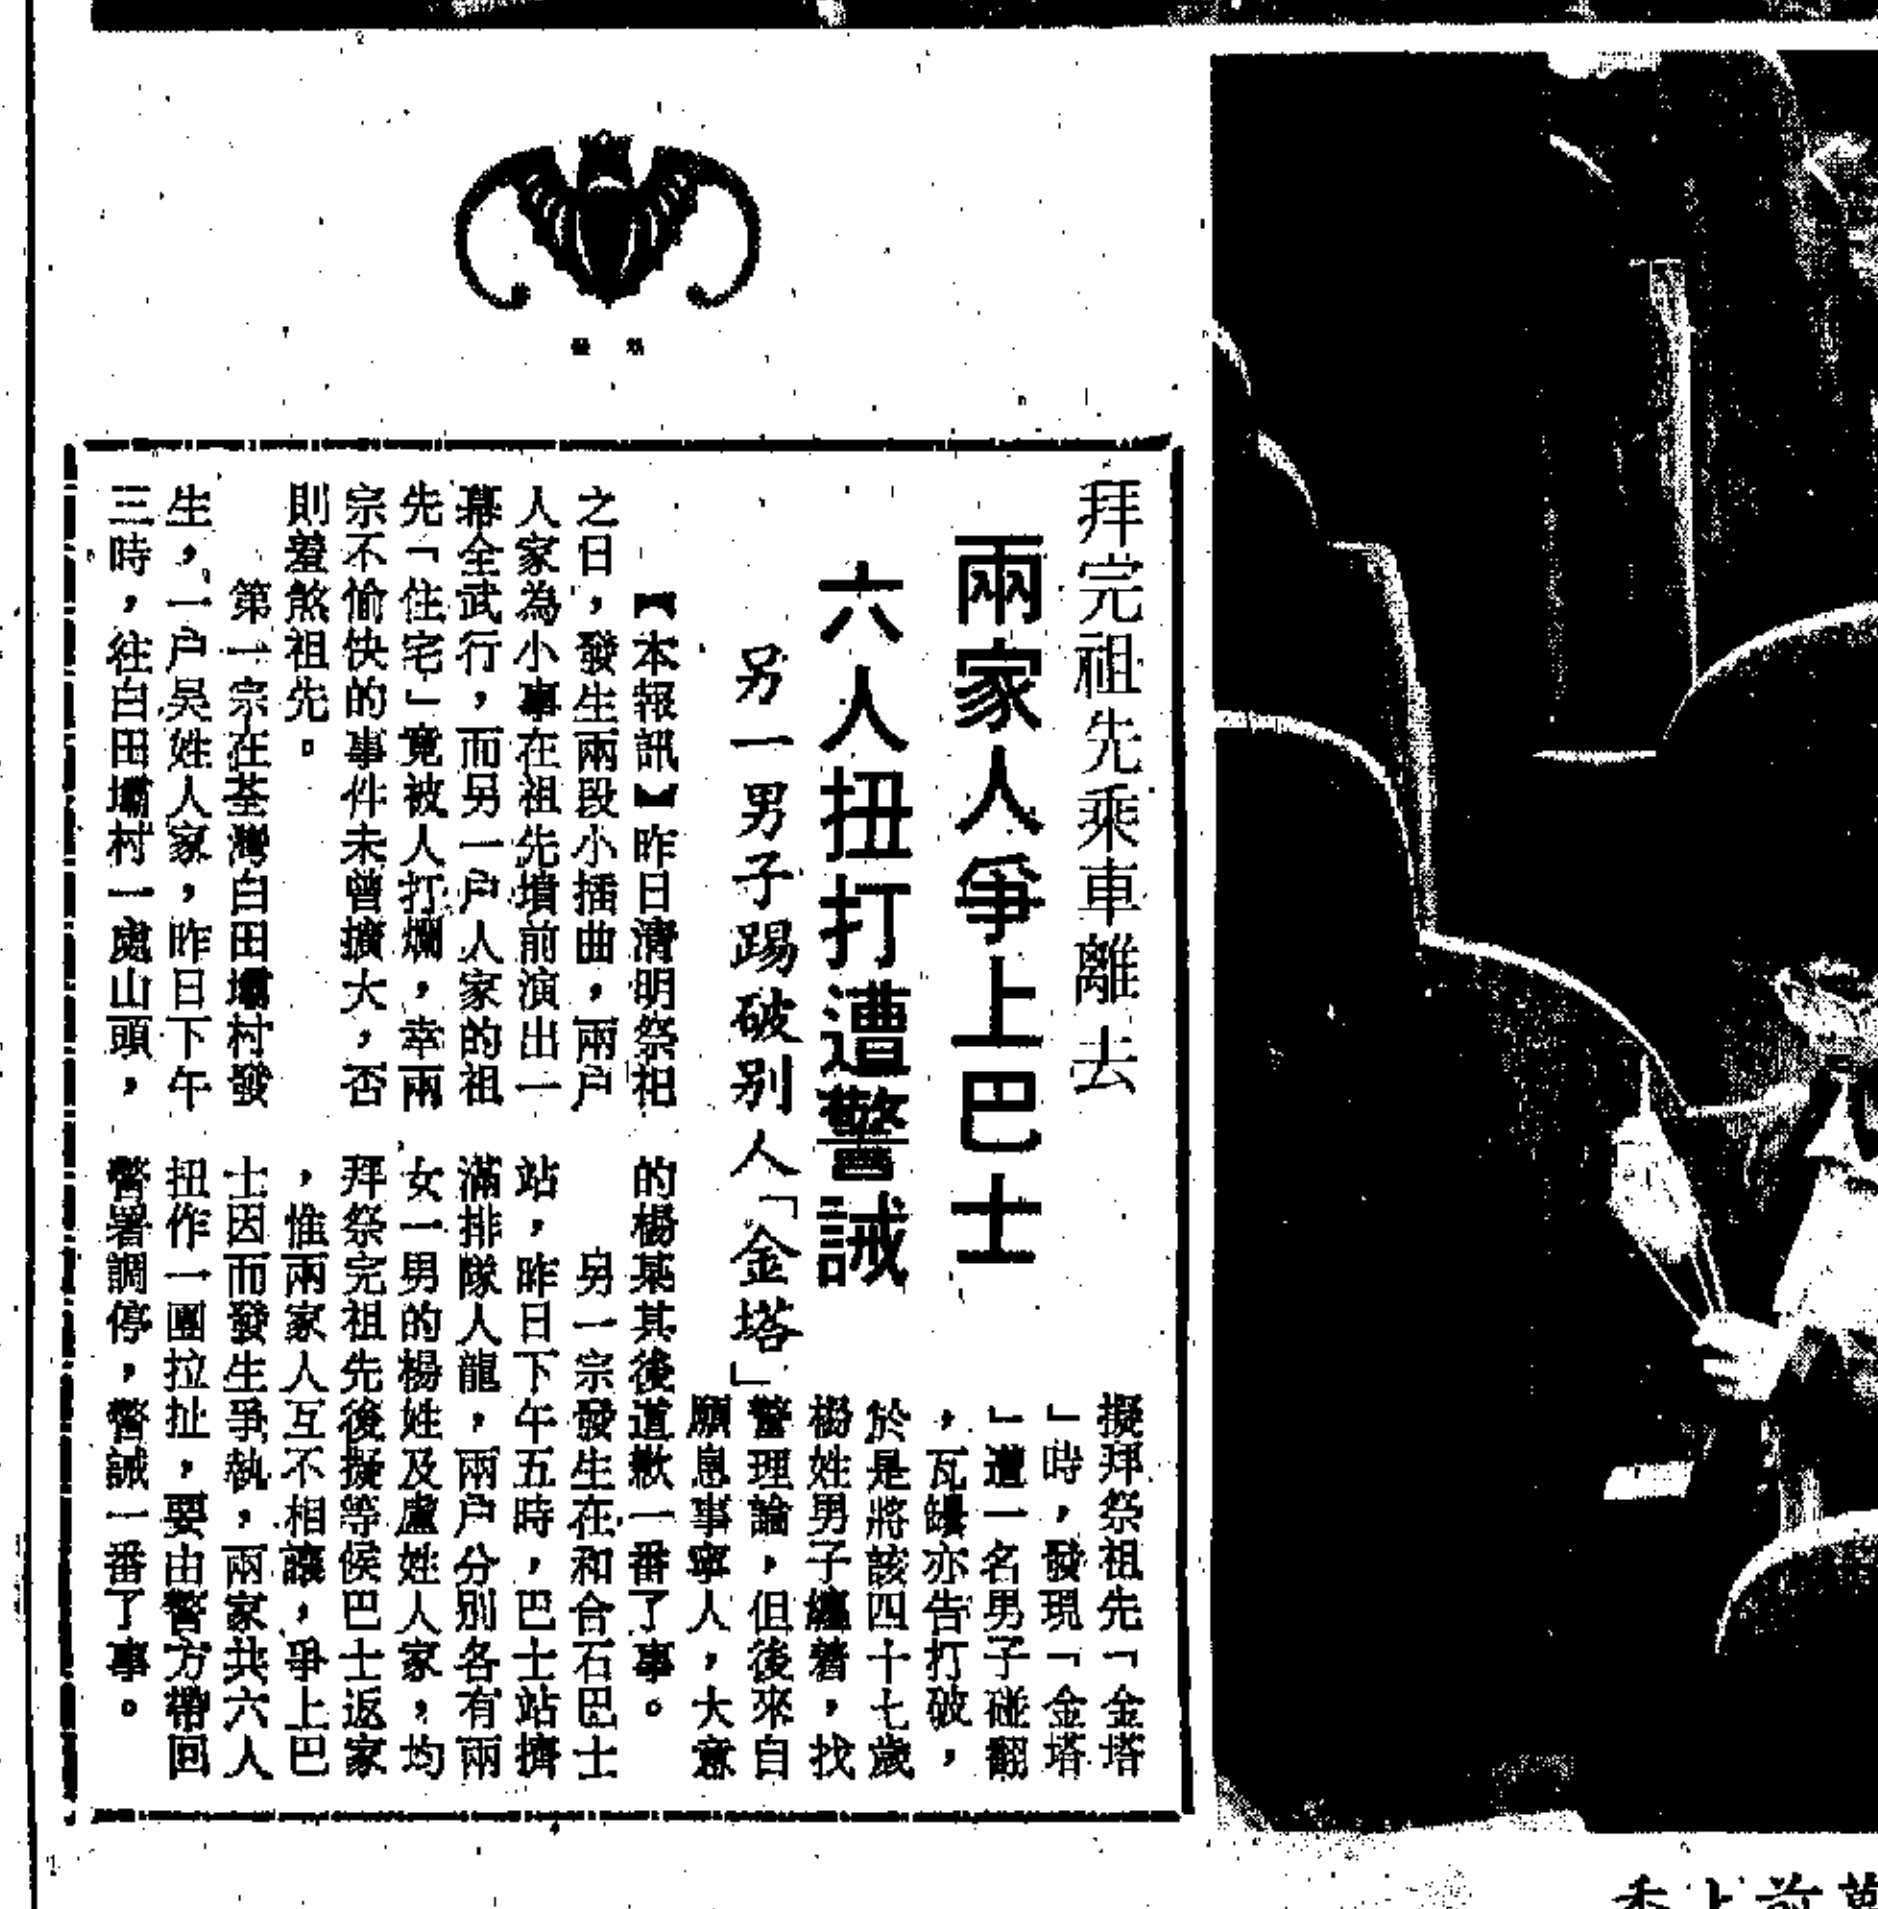 拜完祖先乘車離去
兩家人爭上巴士
六人扭打遭警誡
另一男子踢破别人「金塔」
【本報訊】昨日清明祭祀
之日，發生兩段小插曲，兩戶
人家為小事在祖先墳前演出一
幕全武行，而另一戶人家的祖
先「住宅」竟被人打爛，幸兩
宗不愉快的事件未曾擴大，否
則羞煞祖先。
第一宗在荃灣白田壩村發
生，一戶吴姓人家，昨日下午
三時，往白田壩村一處山頭，
擬拜祭祖先「金塔
」時，發現「金塔
」遭一名男子碰翻
，瓦罉亦告打破，
於是將該四十七歲
楊姓男子纏着，找
警理論，但後來自
願息事寧人，大意
的楊某其後道歉一番了事。
另一宗發生在和合石巴士
站，昨日下午五時，巴士站擠
滿排隊人龍，兩戶分別各有兩
女一男的楊姓及盧姓人家，均
拜祭完祖先後擬等候巴士返家
，惟兩家人互不相讓，爭上巴
士因而發生爭執，兩家共六人
扭作一團拉扯，要由警方帶回
警署調停，警誡一番了事。